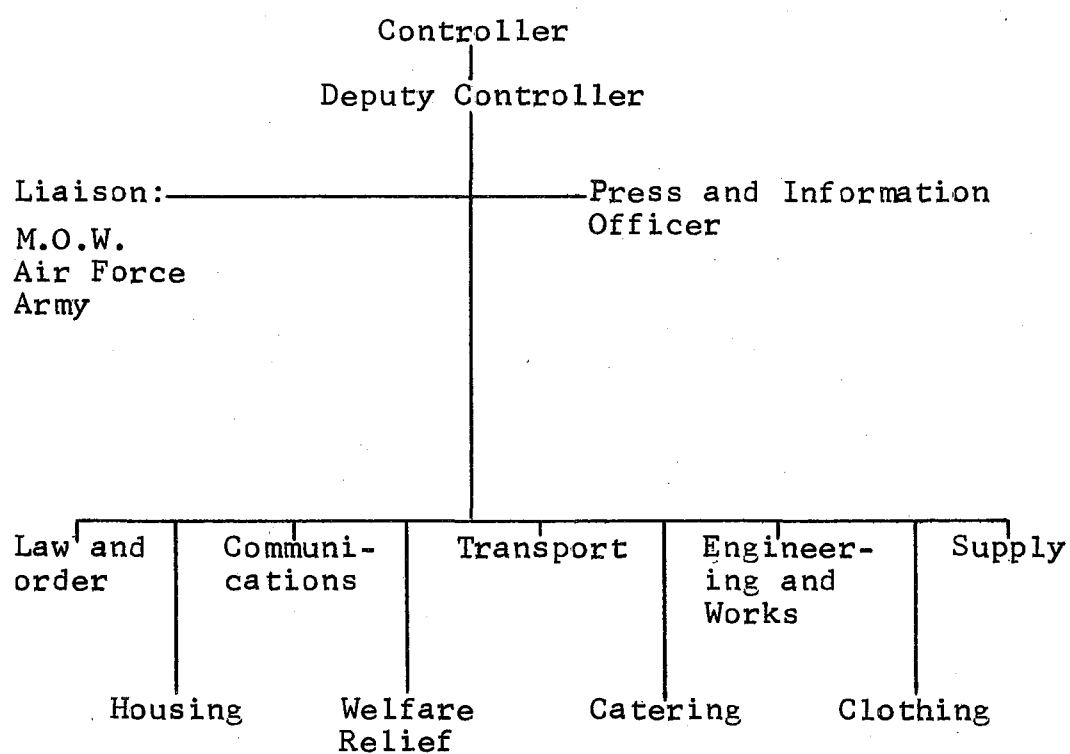 Controller
Deputy Controller
Liaison:
M.O.W.
Air Force
Army
Press and Information
Officer
Law and
order
Communi-
cations
Transport
Engineer-
ing and
Works
Supply
Housing
Welfare
Relief
Catering
Clothing